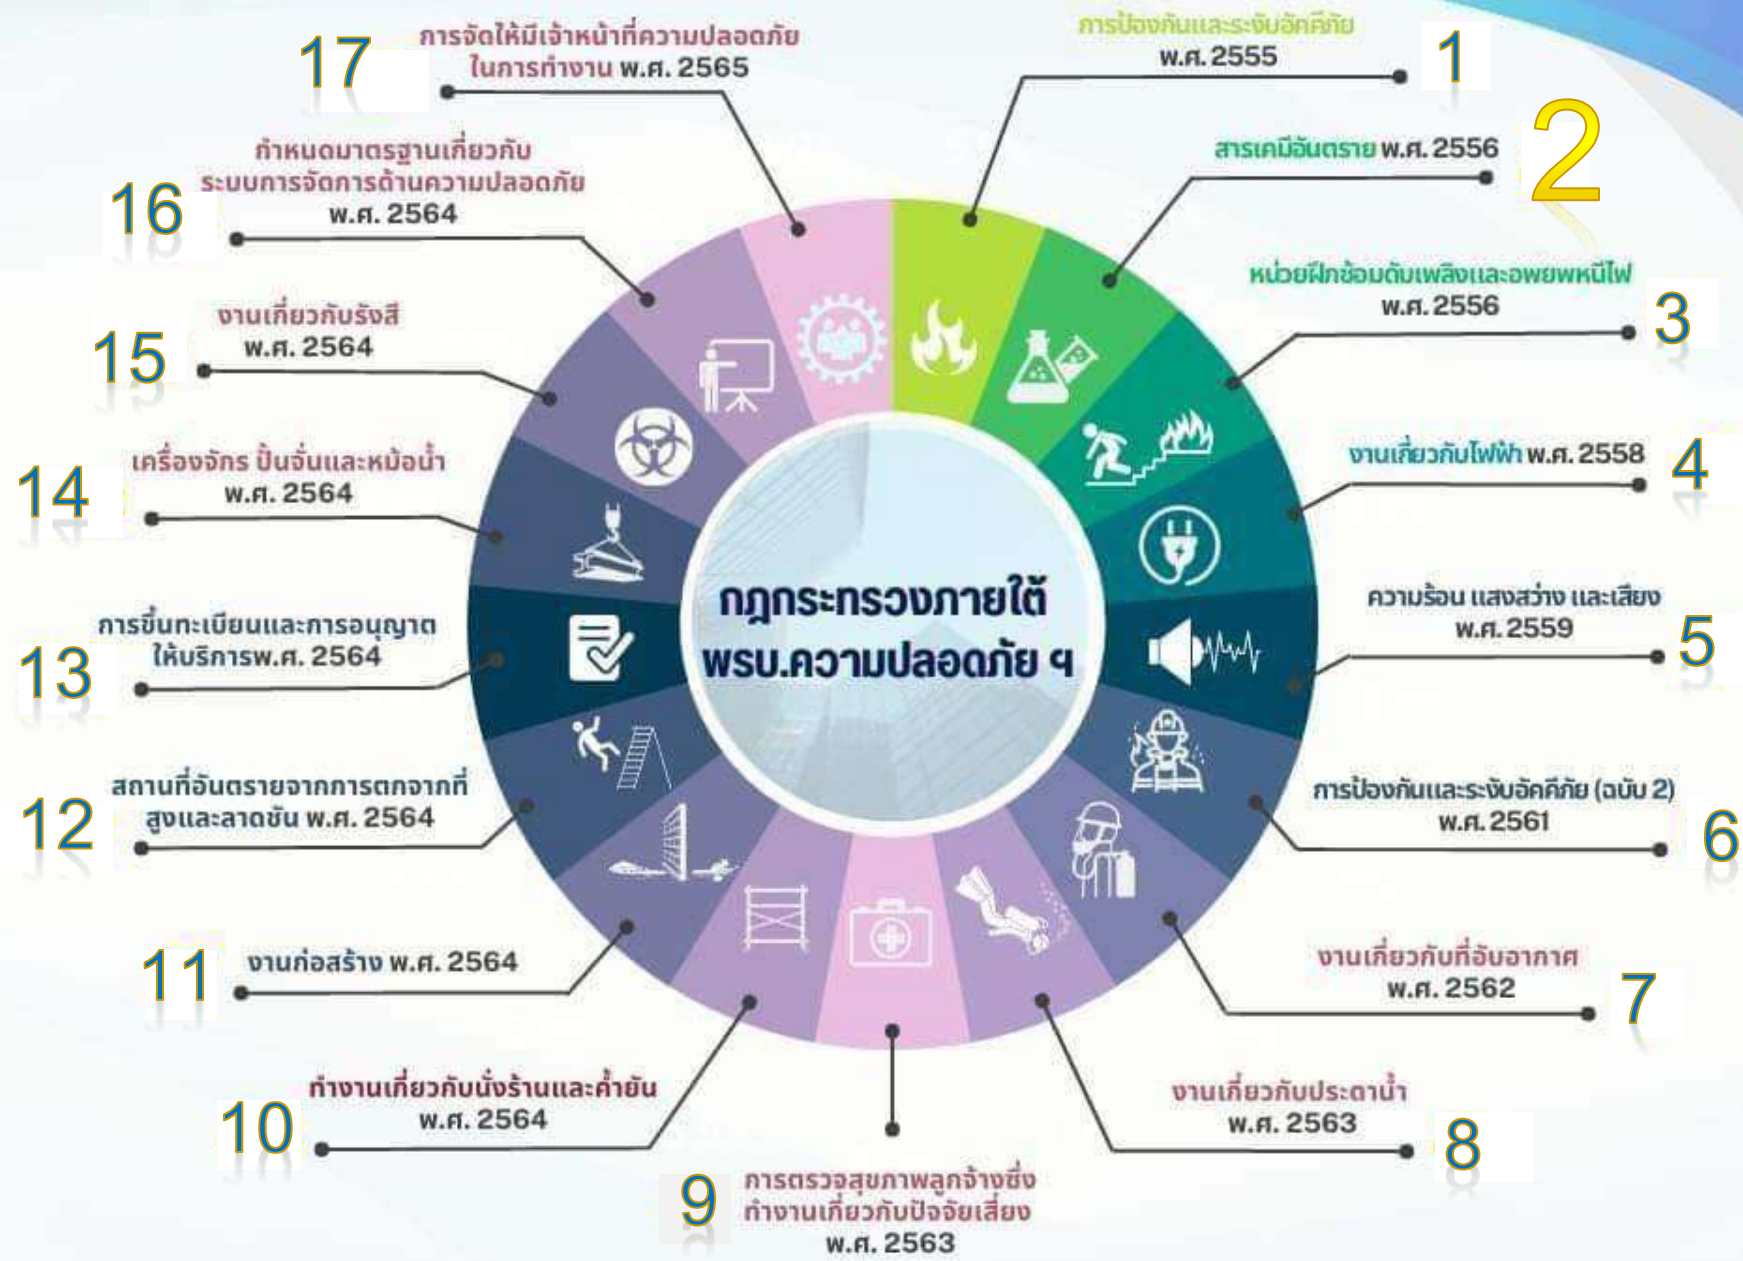 กฎกระทรวงภายใต้
พรบ.ความปลอดภัย ฯ
1
การป้องกันและระงับอัคคีภัย
พ.ศ. 2555
2
สารเคมีอันตราย พ.ศ. 2556
3
หน่วยฝึกซ้อมดับเพลิงและอพยพหนีไฟ
พ.ศ. 2556
4
งานเกี่ยวกับไฟฟ้า พ.ศ. 2558
5
ความร้อน แสงสว่าง และเสียง
พ.ศ. 2559
6
การป้องกันและระงับอัคคีภัย (ฉบับ 2)
พ.ศ. 2561
7
งานเกี่ยวกับที่อับอากาศ
พ.ศ. 2562
8
งานเกี่ยวกับประดาน้ำ
พ.ศ. 2563
9
การตรวจสุขภาพลูกจ้างซึ่ง
ทำงานเกี่ยวกับปัจจัยเสี่ยง
พ.ศ. 2563
10
ทำงานเกี่ยวกับนั่งร้านและค้ำยัน
พ.ศ. 2564
11
งานก่อสร้าง พ.ศ. 2564
12
สถานที่อันตรายจากการตกจากที่
สูงและลาดชัน พ.ศ. 2564
13
การขึ้นทะเบียนและการอนุญาต
ให้บริการพ.ศ. 2564
14
เครื่องจักร ปั้นจั่นและหม้อน้ำ
พ.ศ. 2564
15
งานเกี่ยวกับรังสี
พ.ศ. 2564
16
กำหนดมาตรฐานเกี่ยวกับ
ระบบการจัดการด้านความปลอดภัย
พ.ศ. 2564
17
การจัดให้มีเจ้าหน้าที่ความปลอดภัย
ในการทำงาน พ.ศ. 2565